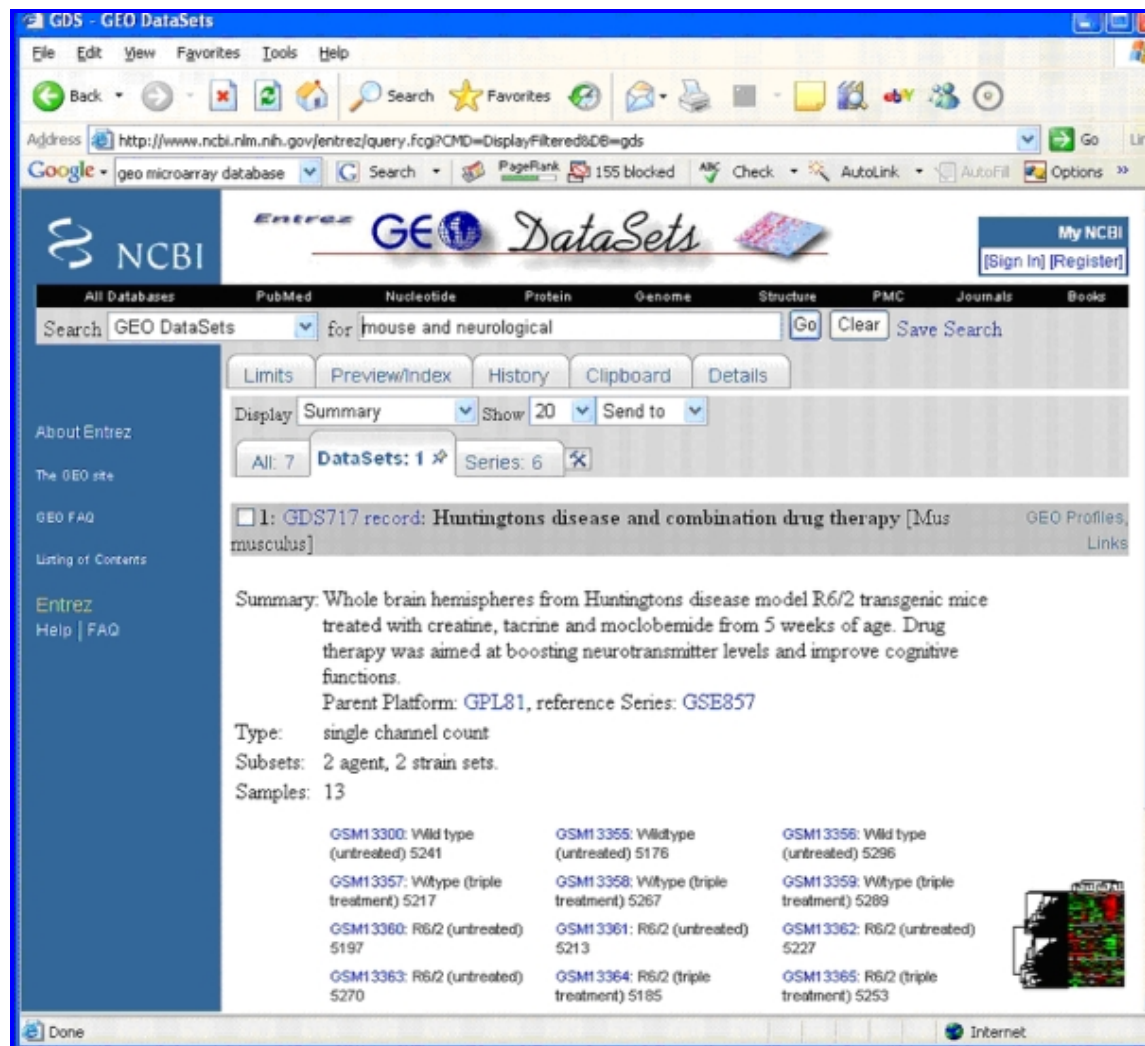 GDS - GEO DataSets
File Edit View Favorites Tools Help
Back Search Favorites
Address http://www.ncbi.nlm.nih.gov/entrez/query.fcgi?CMD=DisplayFiltered&DB=gds Go
Google geo microarray database Search PageRank 155 blocked Check AutoLink AutoFill Options
NCBI
Entrez GEO DataSets
My NCBI
[Sign In] [Register]
All Databases PubMed Nucleotide Protein Genome Structure PMC Journals Books
Search GEO DataSets for mouse and neurological Go Clear Save Search
Limits Preview/Index History Clipboard Details
Display Summary Show 20 Send to
All: 7 DataSets: 1 Series: 6
About Entrez
The GEO site
GEO FAQ
Listing of Contents
Entrez
Help | FAQ
1: GDS717 record: Huntingtons disease and combination drug therapy [Mus musculus] GEO Profiles, Links
Summary: Whole brain hemispheres from Huntingtons disease model R6/2 transgenic mice
treated with creatine, tacrine and moclobemide from 5 weeks of age. Drug
therapy was aimed at boosting neurotransmitter levels and improve cognitive
functions.
Parent Platform: GPL81, reference Series: GSE857
Type: single channel count
Subsets: 2 agent, 2 strain sets.
Samples: 13
GSM13300: Wild type (untreated) 5241
GSM13355: Wildtype (untreated) 5176
GSM13356: Wild type (untreated) 5296
GSM13357: W/type (triple treatment) 5217
GSM13358: W/type (triple treatment) 5267
GSM13359: W/type (triple treatment) 5289
GSM13360: R6/2 (untreated) 5197
GSM13361: R6/2 (untreated) 5213
GSM13362: R6/2 (untreated) 5227
GSM13363: R6/2 (untreated) 5270
GSM13364: R6/2 (triple treatment) 5185
GSM13365: R6/2 (triple treatment) 5253
Done Internet